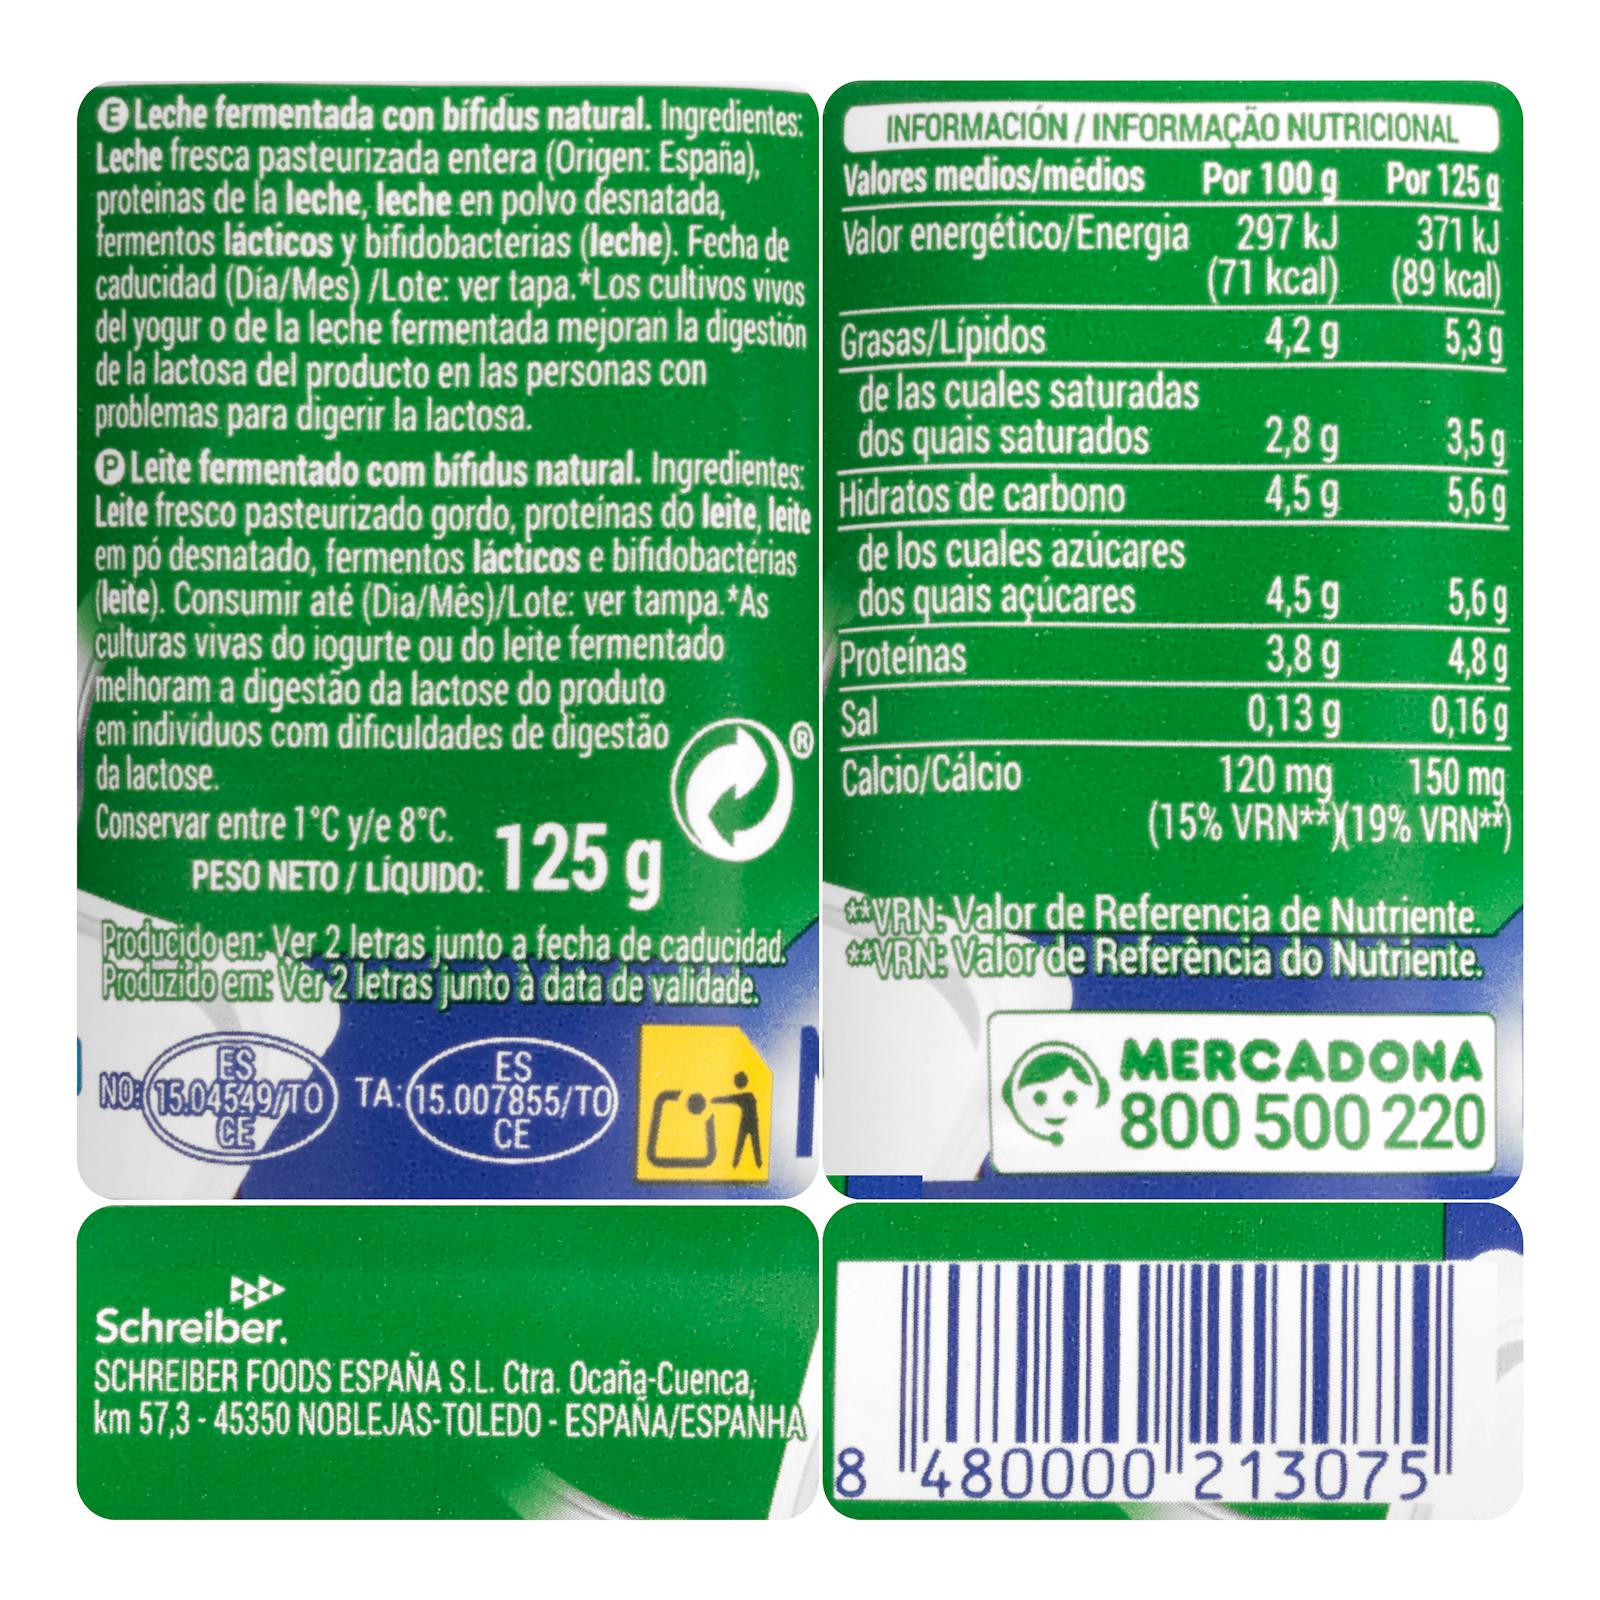 E Leche fermentada con bífidus natural. Ingredientes:
Leche fresca pasteurizada entera (Origen: España),
proteínas de la leche, leche en polvo desnatada,
fermentos lácticos y bifidobacterias (leche). Fecha de
caducidad (Día/Mes) /Lote: ver tapa.*Los cultivos vivos
del yogur o de la leche fermentada mejoran la digestión
de la lactosa del producto en las personas con
problemas para digerir la lactosa.
P Leite fermentado com bífidus natural. Ingredientes:
Leite fresco pasteurizado gordo, proteínas do leite, leite
em pó desnatado, fermentos lácticos e bifidobactérias
(leite). Consumir até (Dia/Mês)/Lote: ver tampa.*As
culturas vivas do iogurte ou do leite fermentado
melhoram a digestão da lactose do produto
em indivíduos com dificuldades de digestão
da lactose.
®
Conservar entre 1°C y/e 8°C.
PESO NETO / LÍQUIDO: 125 g
Producido en: Ver 2 letras junto a fecha de caducidad.
Produzido em: Ver 2 letras junto à data de validade.
NO: ES 15.04549/TO CE TA: ES 15.007855/TO CE
INFORMACIÓN / INFORMAÇÃO NUTRICIONAL
Valores medios/médios Por 100 g Por 125 g
Valor energético/Energia 297 kJ 371 kJ
(71 kcal) (89 kcal)
Grasas/Lípidos 4,2 g 5,3 g
de las cuales saturadas
dos quais saturados 2,8 g 3,5 g
Hidratos de carbono 4,5 g 5,6 g
de los cuales azúcares
dos quais açúcares 4,5 g 5,6 g
Proteínas 3,8 g 4,8 g
Sal 0,13 g 0,16 g
Calcio/Cálcio 120 mg 150 mg
(15% VRN**)(19% VRN**)
**VRN: Valor de Referencia de Nutriente.
**VRN: Valor de Referência do Nutriente.
MERCADONA
800 500 220
Schreiber.
SCHREIBER FOODS ESPAÑA S.L. Ctra. Ocaña-Cuenca,
km 57,3 - 45350 NOBLEJAS-TOLEDO - ESPAÑA/ESPANHA
8 480000 213075